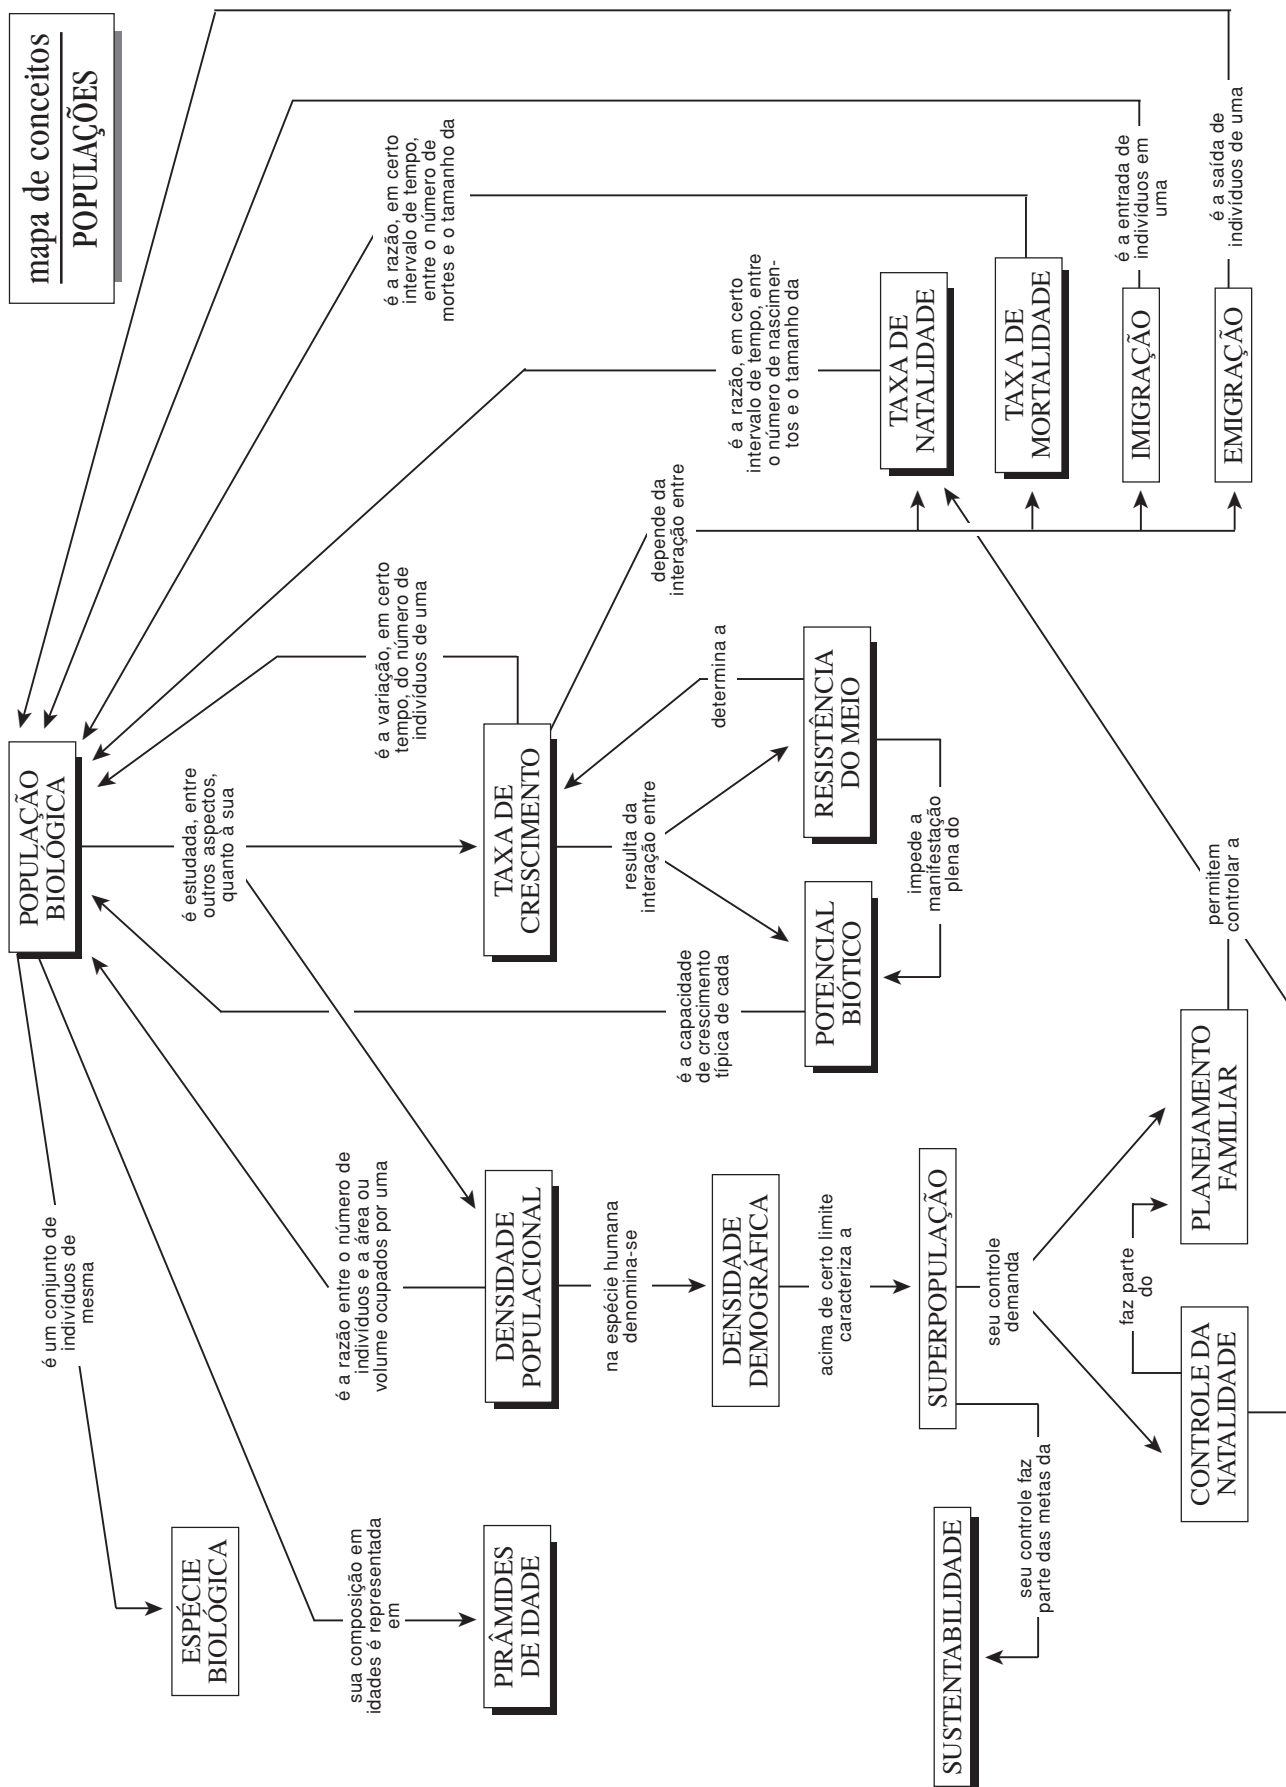 mapa de conceitos
POPULAÇÕES
POPULAÇÃO
BIOLÓGICA
é um conjunto de
indivíduos de
mesma
ESPÉCIE
BIOLÓGICA
sua composição em
idades é representada
em
PIRÂMIDES
DE IDADE
é estudada, entre
outros aspectos,
quanto à sua
é a razão entre o número de
indivíduos e a área ou
volume ocupados por uma
DENSIDADE
POPULACIONAL
na espécie humana
denomina-se
DENSIDADE
DEMOGRÁFICA
acima de certo limite
caracteriza a
SUPERPOPULAÇÃO
seu controle faz
parte das metas da
SUSTENTABILIDADE
seu controle
demanda
CONTROLE DA
NATALIDADE
faz parte
do
PLANEJAMENTO
FAMILIAR
permitem
controlar a
é a variação, em certo
tempo, do número de
indivíduos de uma
TAXA DE
CRESCIMENTO
resulta da
interação entre
determina a
POTENCIAL
BIÓTICO
é a capacidade
de crescimento
típica de cada
RESISTÊNCIA
DO MEIO
impede a
manifestação
plena do
depende da
interação entre
é a razão, em certo
intervalo de tempo, entre
o número de nascimen-
tos e o tamanho da
TAXA DE
NATALIDADE
é a razão, em certo
intervalo de tempo,
entre o número de
mortes e o tamanho da
TAXA DE
MORTALIDADE
é a entrada de
indivíduos em
uma
IMIGRAÇÃO
é a saída de
indivíduos de uma
EMIGRAÇÃO